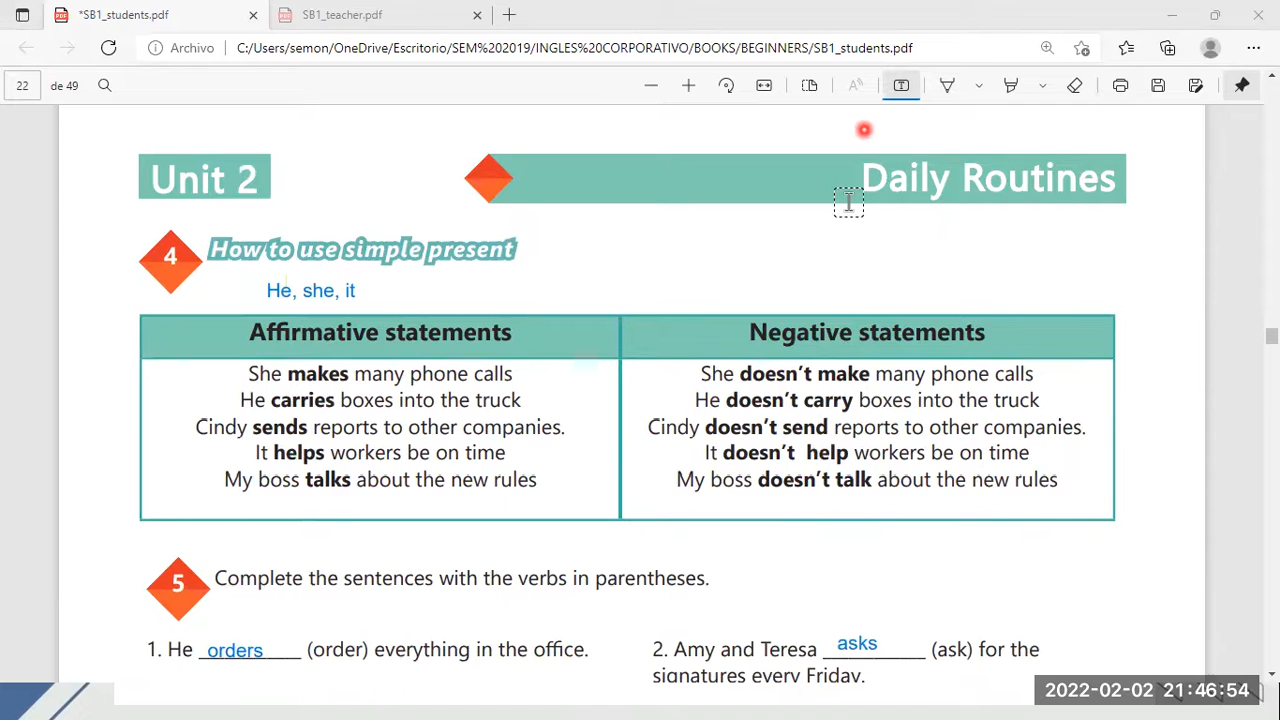 *SB1_students.pdf
SB1_teacher.pdf
Archivo C:/Users/semon/OneDrive/Escritorio/SEM%202019/INGLES%20CORPORATIVO/BOOKS/BEGINNERS/SB1_students.pdf
22 de 49
Unit 2
Daily Routines
4 How to use simple present
He, she, it
Affirmative statements
She makes many phone calls
He carries boxes into the truck
Cindy sends reports to other companies.
It helps workers be on time
My boss talks about the new rules
Negative statements
She doesn't make many phone calls
He doesn't carry boxes into the truck
Cindy doesn't send reports to other companies.
It doesn't help workers be on time
My boss doesn't talk about the new rules
5 Complete the sentences with the verbs in parentheses.
1. He orders (order) everything in the office.
2. Amy and Teresa asks (ask) for the
signatures every Friday.
2022-02-02 21:46:54